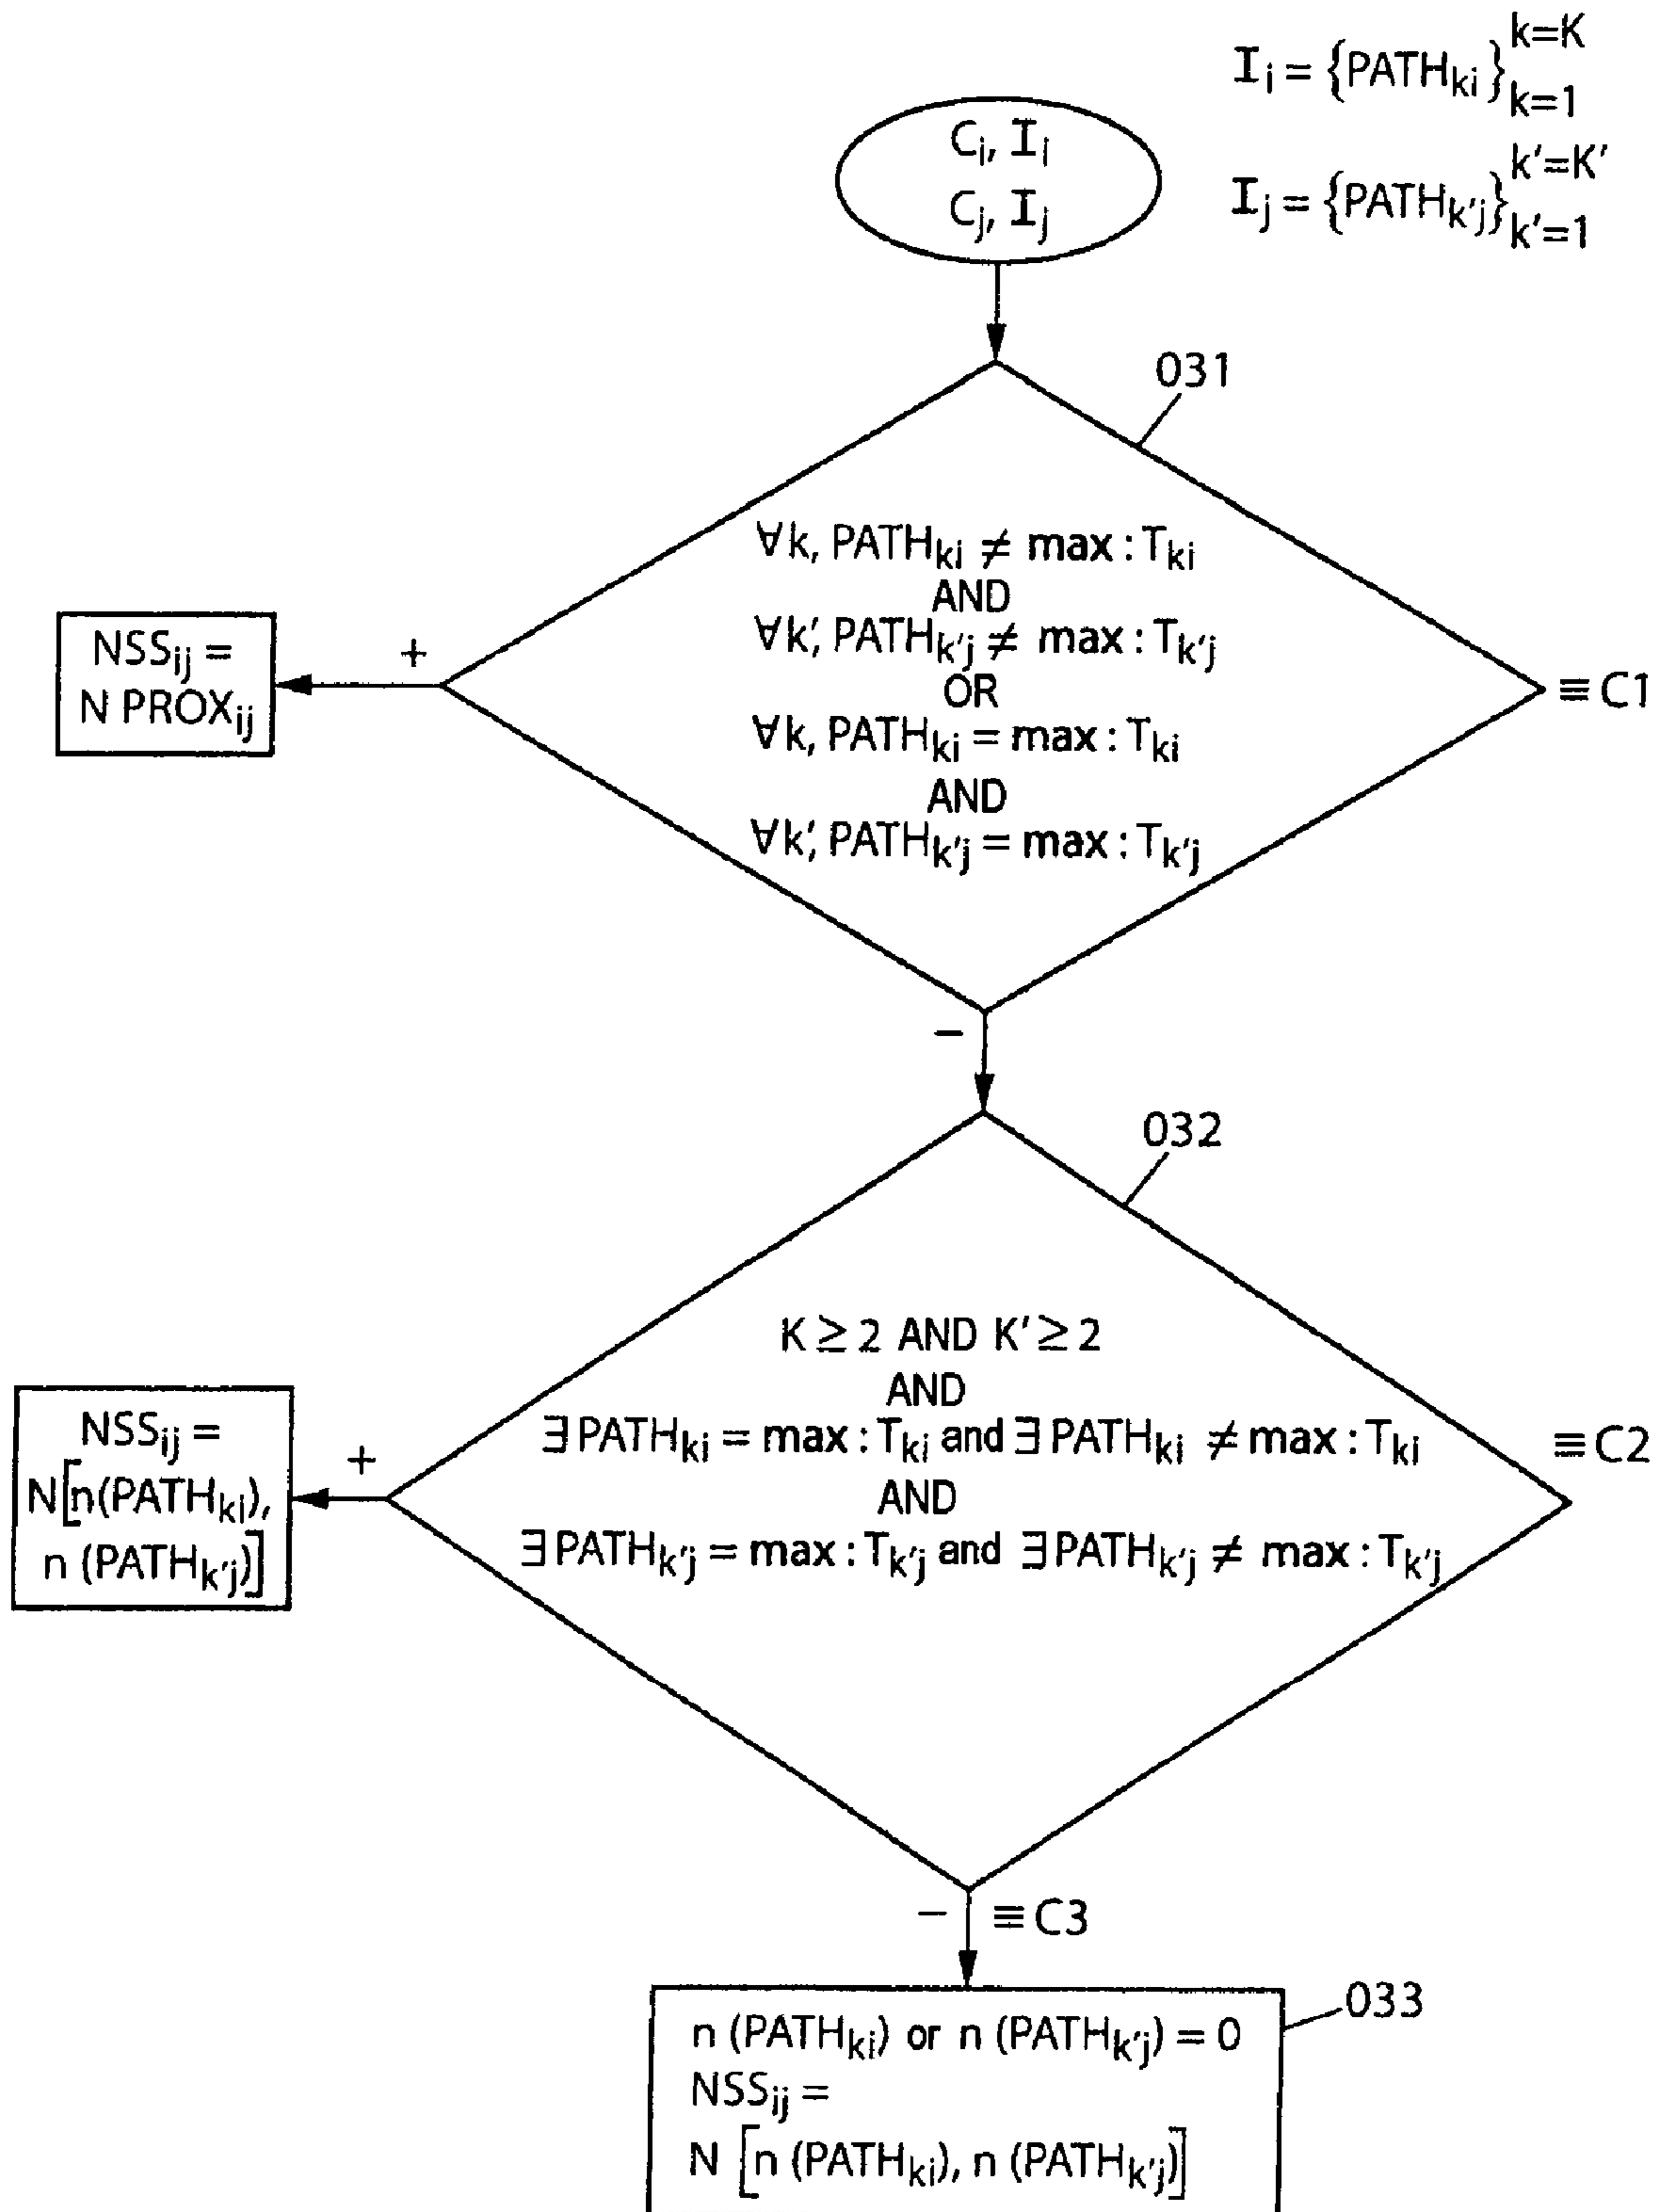 I_i = {PATH_ki}_{k=1}^{k=K}
I_j = {PATH_k'j}_{k'=1}^{k'=K'}
C_i, I_i
C_j, I_j
031
∀k, PATH_ki ≠ max : T_ki
AND
∀k', PATH_k'j ≠ max : T_k'j
OR
∀k, PATH_ki = max : T_ki
AND
∀k', PATH_k'j = max : T_k'j
≡ C1
+
NSS_ij =
N PROX_ij
−
032
K ≥ 2 AND K' ≥ 2
AND
∃ PATH_ki = max : T_ki and ∃ PATH_ki ≠ max : T_ki
AND
∃ PATH_k'j = max : T_k'j and ∃ PATH_k'j ≠ max : T_k'j
≡ C2
+
NSS_ij =
N[n(PATH_ki),
n (PATH_k'j)]
− ≡ C3
033
n (PATH_ki) or n (PATH_k'j) = 0
NSS_ij =
N [n (PATH_ki), n (PATH_k'j)]